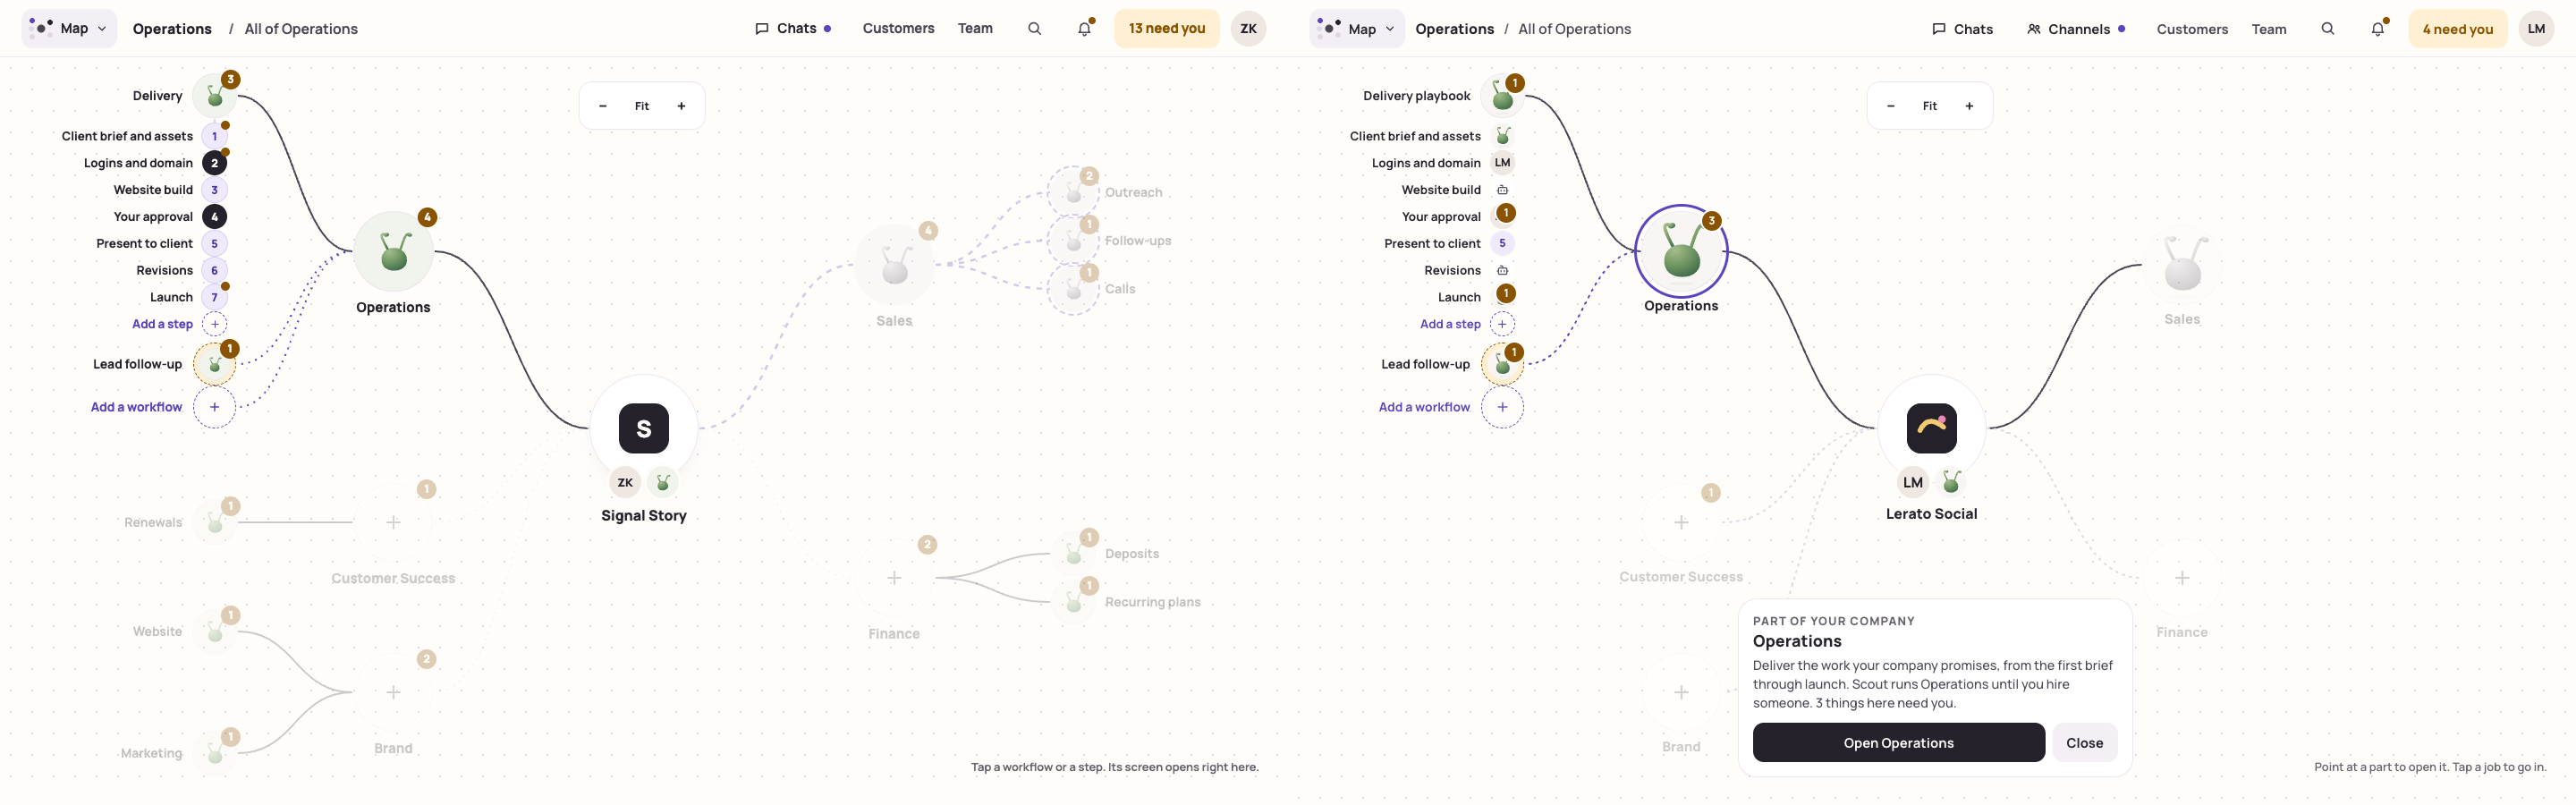 Map
Operations / All of Operations
Chats
Customers
Team
13 need you
ZK
Delivery
3
Client brief and assets
1
Logins and domain
2
Website build
3
Your approval
4
Present to client
5
Revisions
6
Launch
7
Add a step
+
Lead follow-up
1
Add a workflow
+
4
Operations
− Fit +
S
ZK
Signal Story
4
Sales
2
Outreach
1
Follow-ups
1
Calls
Renewals
1
1
+
Customer Success
Website
1
2
+
Brand
Marketing
1
2
+
Finance
1
Deposits
1
Recurring plans
Tap a workflow or a step. Its screen opens right here.
Map
Operations / All of Operations
Chats
Channels
Customers
Team
4 need you
LM
Delivery playbook
1
Client brief and assets
Logins and domain
LM
Website build
Your approval
1
Present to client
5
Revisions
Launch
1
Add a step
+
Lead follow-up
1
Add a workflow
+
3
Operations
− Fit +
LM
Lerato Social
Sales
1
+
Customer Success
+
Brand
+
Finance
PART OF YOUR COMPANY
Operations
Deliver the work your company promises, from the first brief
through launch. Scout runs Operations until you hire
someone. 3 things here need you.
Open Operations
Close
Point at a part to open it. Tap a job to go in.